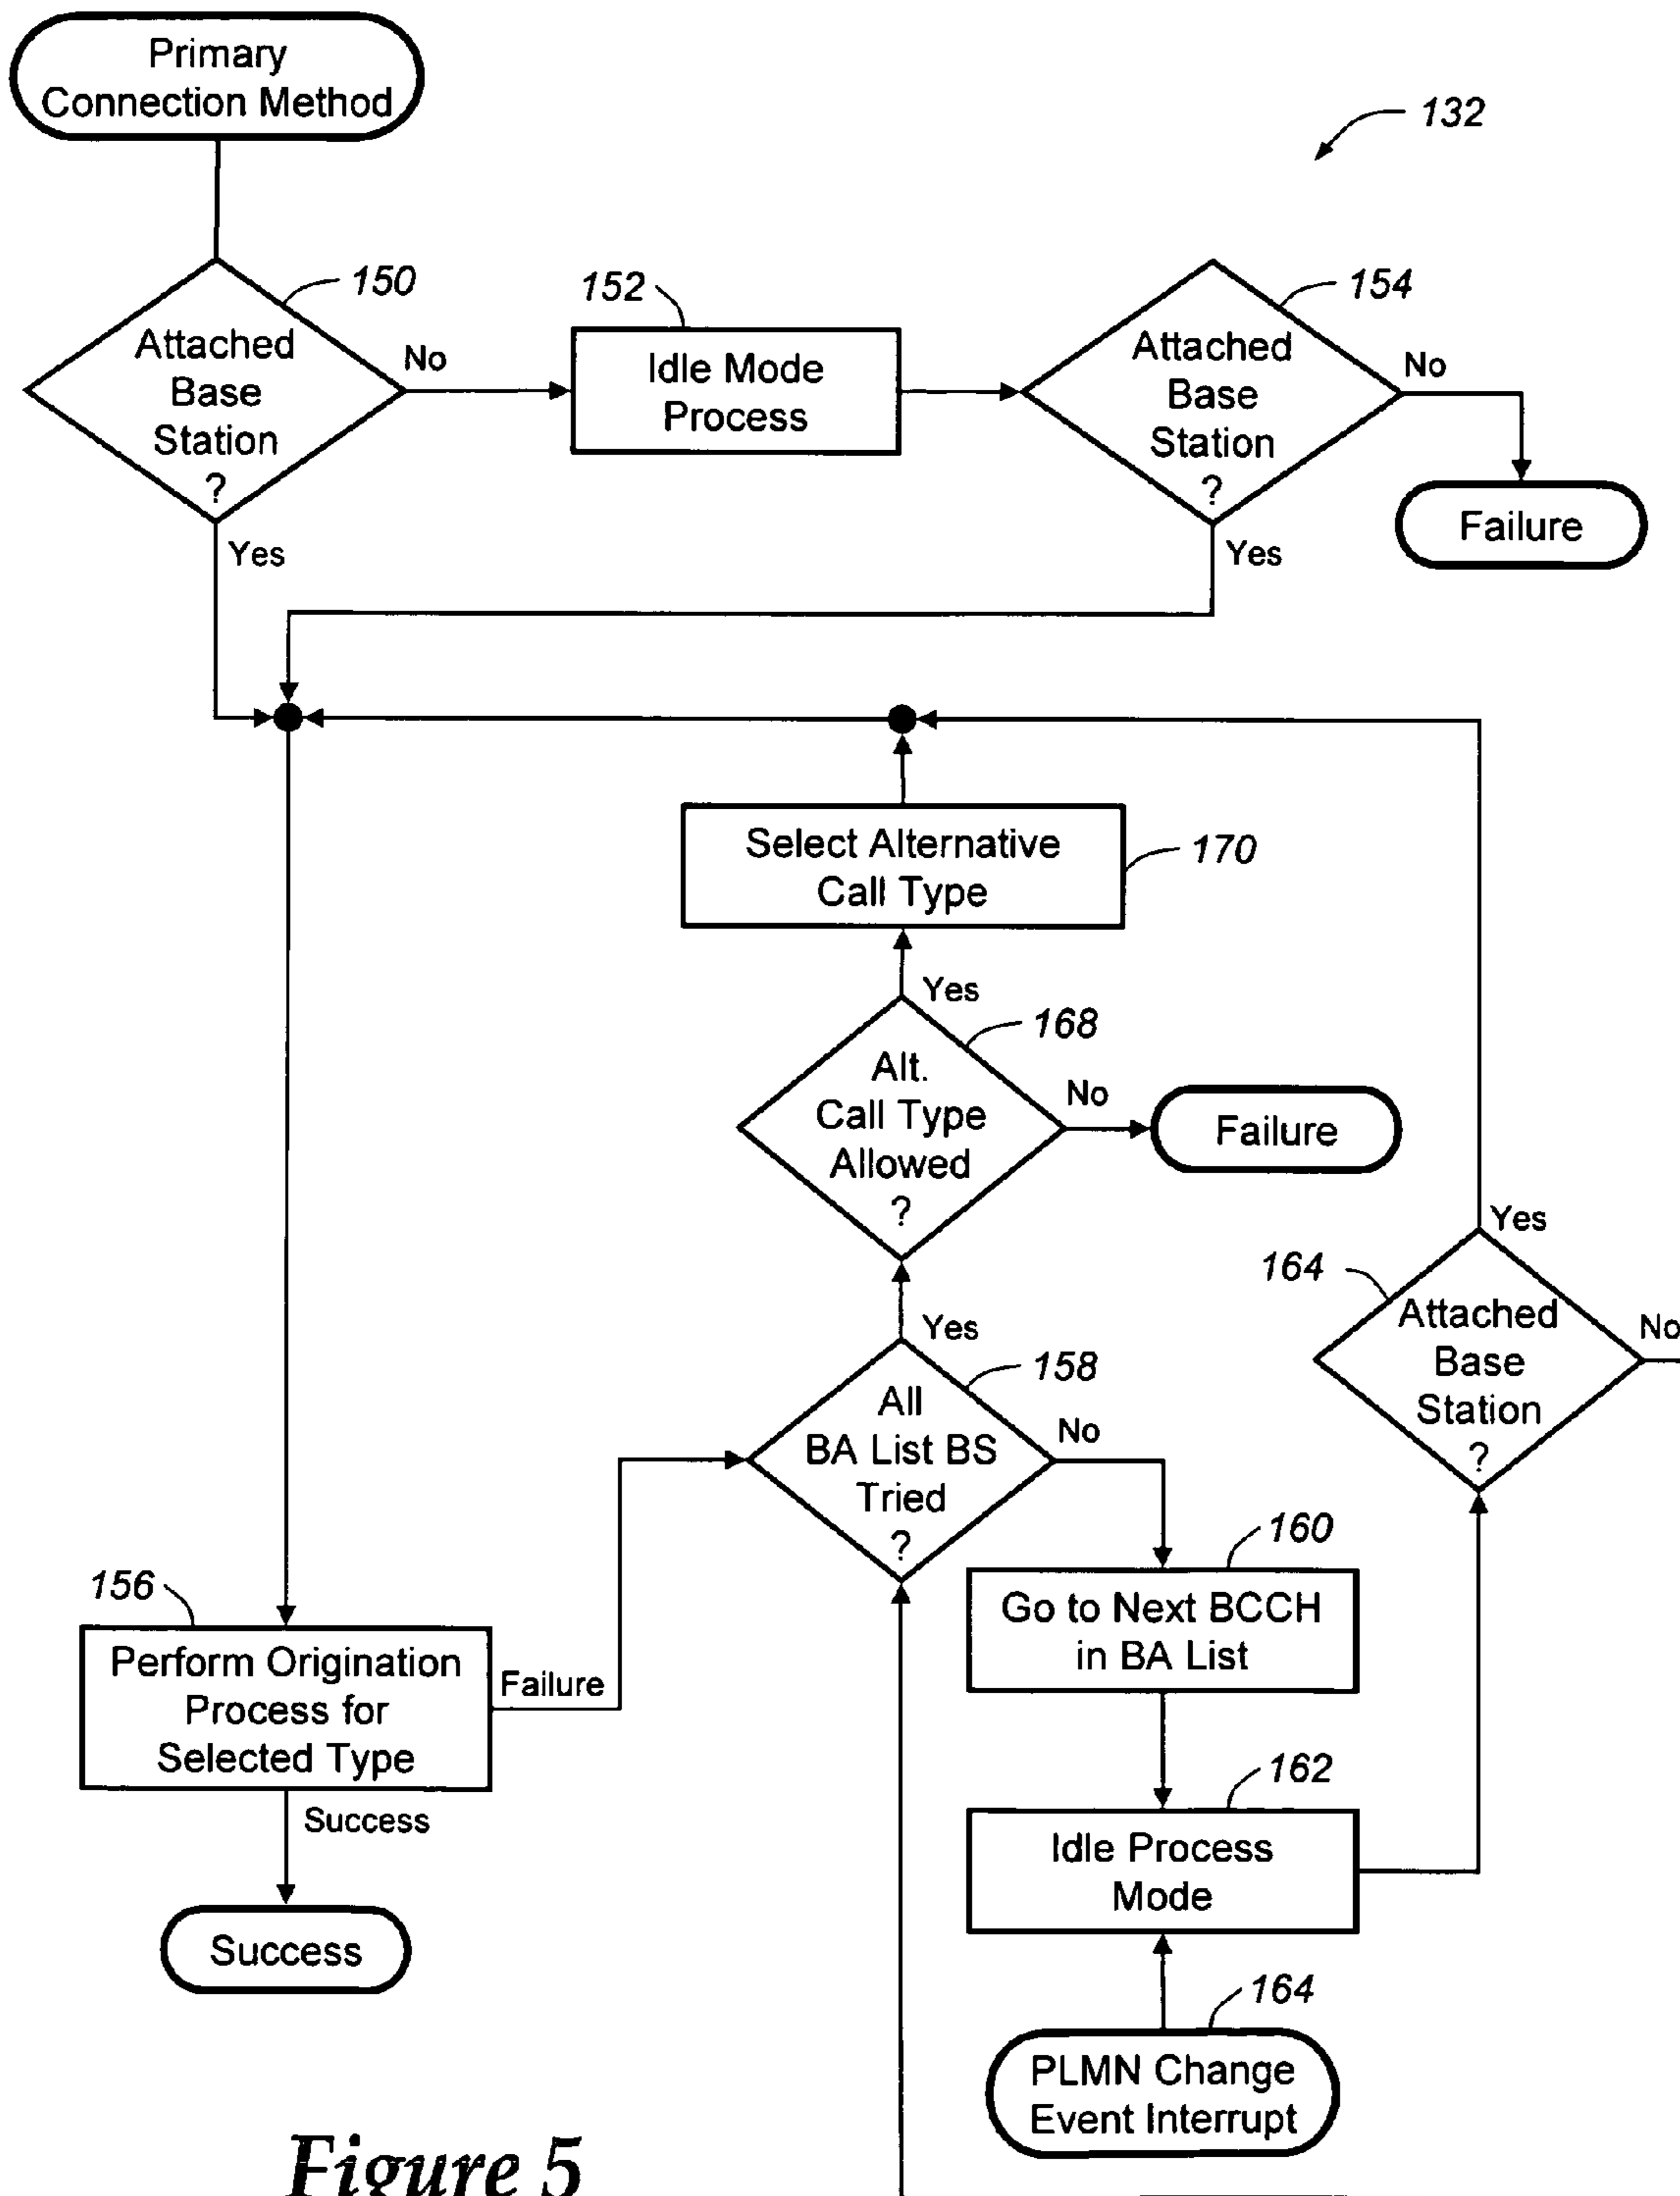 Primary
Connection Method
132
150
Attached
Base
Station
?
No
Yes
152
Idle Mode
Process
154
Attached
Base
Station
?
No
Yes
Failure
Select Alternative
Call Type
170
Yes
168
Alt.
Call Type
Allowed
?
No
Failure
Yes
164
Attached
Base
Station
?
No
Yes
158
All
BA List BS
Tried
?
No
160
Go to Next BCCH
in BA List
156
Perform Origination
Process for
Selected Type
Failure
Success
Success
162
Idle Process
Mode
164
PLMN Change
Event Interrupt
Figure 5